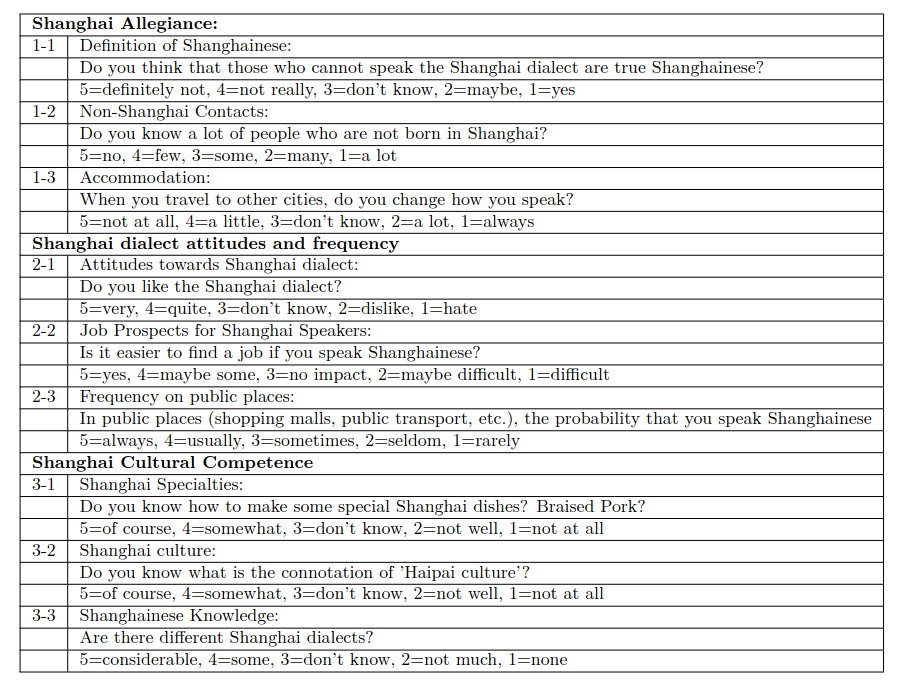 Shanghai Allegiance:
1-1 Definition of Shanghainese:
Do you think that those who cannot speak the Shanghai dialect are true Shanghainese?
5=definitely not, 4=not really, 3=don't know, 2=maybe, 1=yes
1-2 Non-Shanghai Contacts:
Do you know a lot of people who are not born in Shanghai?
5=no, 4=few, 3=some, 2=many, 1=a lot
1-3 Accommodation:
When you travel to other cities, do you change how you speak?
5=not at all, 4=a little, 3=don't know, 2=a lot, 1=always
Shanghai dialect attitudes and frequency
2-1 Attitudes towards Shanghai dialect:
Do you like the Shanghai dialect?
5=very, 4=quite, 3=don't know, 2=dislike, 1=hate
2-2 Job Prospects for Shanghai Speakers:
Is it easier to find a job if you speak Shanghainese?
5=yes, 4=maybe some, 3=no impact, 2=maybe difficult, 1=difficult
2-3 Frequency on public places:
In public places (shopping malls, public transport, etc.), the probability that you speak Shanghainese
5=always, 4=usually, 3=sometimes, 2=seldom, 1=rarely
Shanghai Cultural Competence
3-1 Shanghai Specialties:
Do you know how to make some special Shanghai dishes? Braised Pork?
5=of course, 4=somewhat, 3=don't know, 2=not well, 1=not at all
3-2 Shanghai culture:
Do you know what is the connotation of 'Haipai culture'?
5=of course, 4=somewhat, 3=don't know, 2=not well, 1=not at all
3-3 Shanghainese Knowledge:
Are there different Shanghai dialects?
5=considerable, 4=some, 3=don't know, 2=not much, 1=none